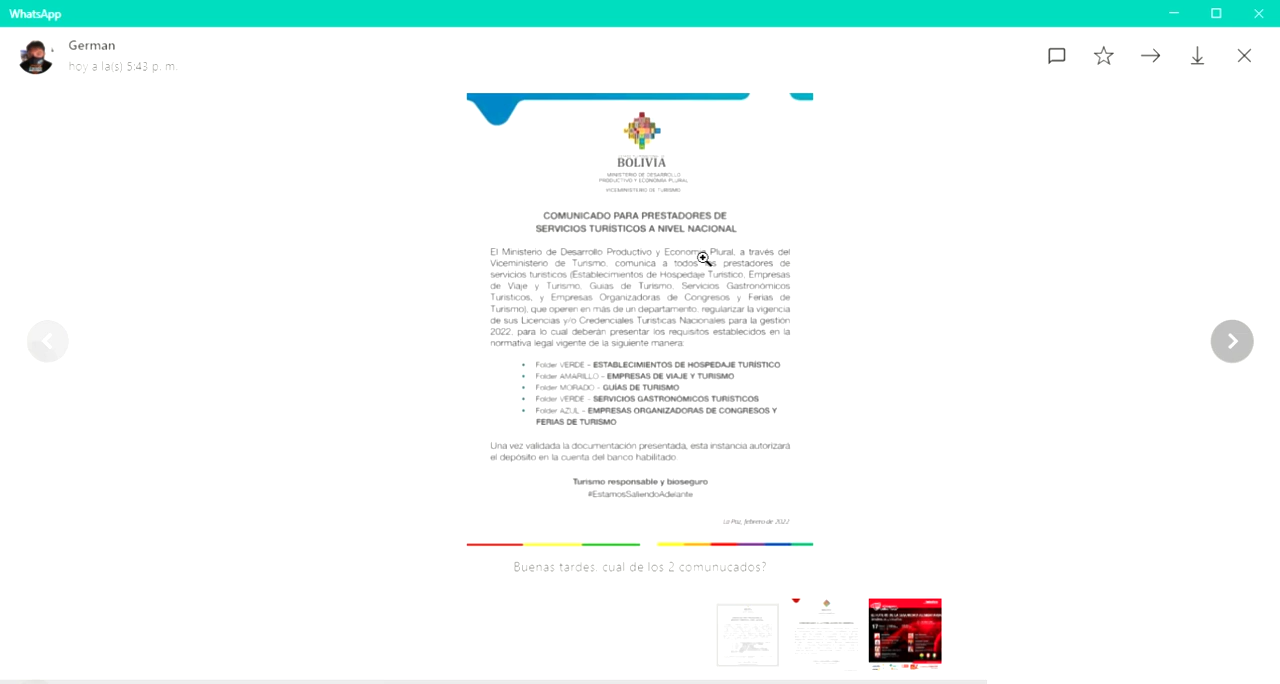 WhatsApp
German
hoy a la(s) 5:43 p. m.
BOLIVIA
MINISTERIO DE DESARROLLO
PRODUCTIVO Y ECONOMÍA PLURAL
VICEMINISTERIO DE TURISMO
COMUNICADO PARA PRESTADORES DE
SERVICIOS TURÍSTICOS A NIVEL NACIONAL
El Ministerio de Desarrollo Productivo y Economía Plural, a través del
Viceministerio de Turismo, comunica a todos prestadores de
servicios turísticos (Establecimientos de Hospedaje Turístico, Empresas
de Viaje y Turismo, Guías de Turismo, Servicios Gastronómicos
Turísticos, y Empresas Organizadoras de Congresos y Ferias de
Turismo), que operen en más de un departamento, regularizar la vigencia
de sus Licencias y/o Credenciales Turísticas Nacionales para la gestión
2022, para lo cual deberán presentar los requisitos establecidos en la
normativa legal vigente de la siguiente manera:
• Folder VERDE – ESTABLECIMIENTOS DE HOSPEDAJE TURÍSTICO
• Folder AMARILLO – EMPRESAS DE VIAJE Y TURISMO
• Folder MORADO – GUÍAS DE TURISMO
• Folder VERDE – SERVICIOS GASTRONÓMICOS TURÍSTICOS
• Folder AZUL – EMPRESAS ORGANIZADORAS DE CONGRESOS Y
FERIAS DE TURISMO
Una vez validada la documentación presentada, esta instancia autorizará
el depósito en la cuenta del banco habilitado.
Turismo responsable y bioseguro
#EstamosSaliendoAdelante
La Paz, febrero de 2022
Buenas tardes. cual de los 2 comunucados?